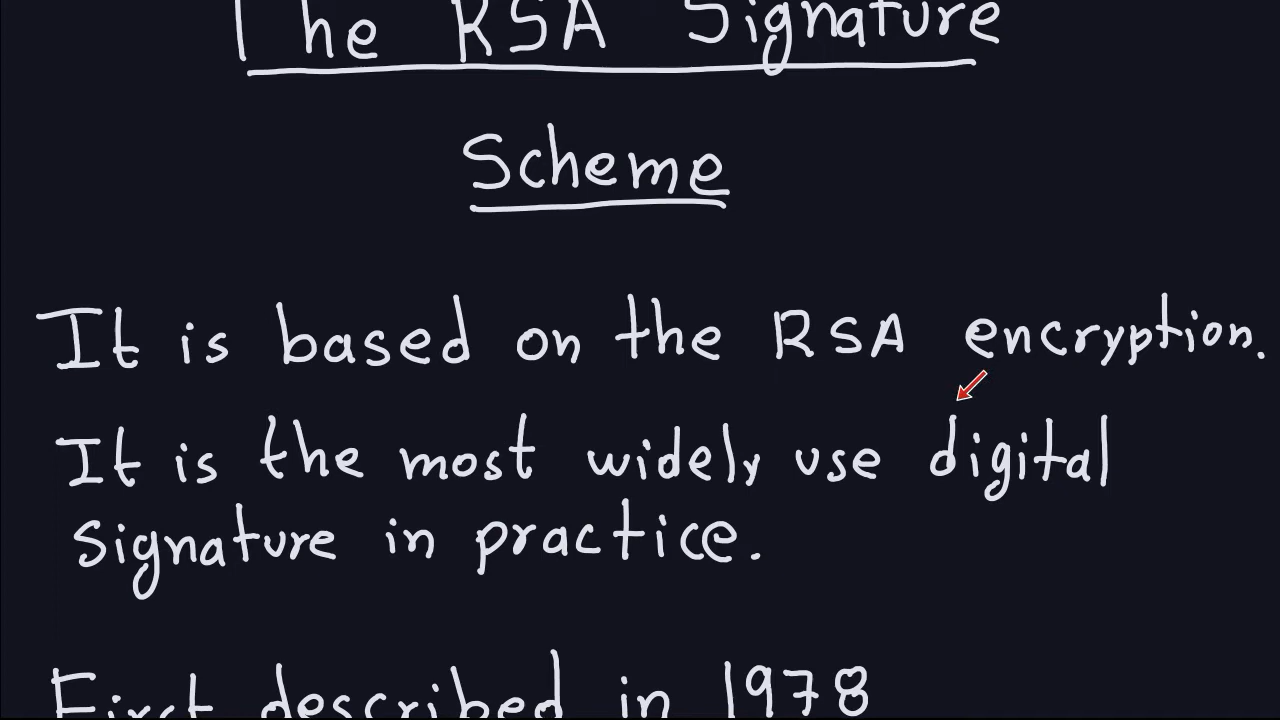 The RSA Signature
Scheme
It is based on the RSA encryption.
It is the most widely use digital
signature in practice.
First described in 1978